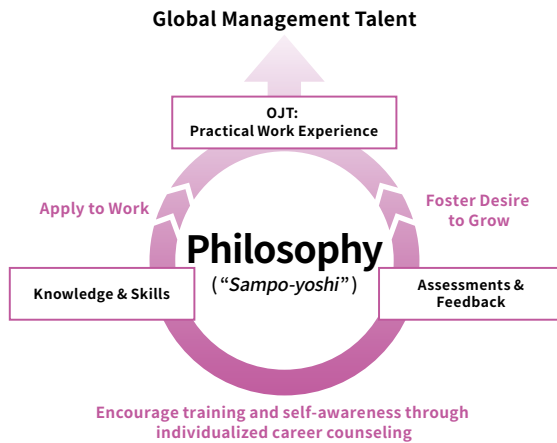 Global Management Talent
OJT:
Practical Work Experience
Apply to Work
Foster Desire
to Grow
Philosophy
(“Sampo-yoshi”)
Knowledge & Skills
Assessments &
Feedback
Encourage training and self-awareness through
individualized career counseling